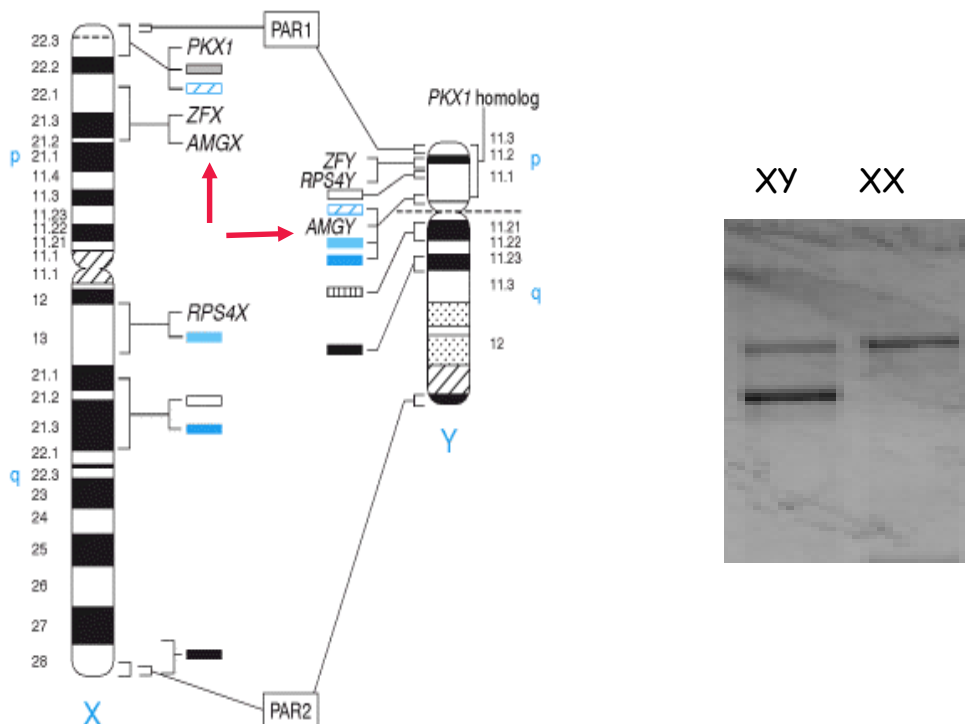 PAR1
22.3
22.2
22.1
21.3
21.2
21.1
11.4
11.3
11.23
11.22
11.21
11.1
11.1
12
13
21.1
21.2
21.3
22.1
22.3
23
24
25
26
27
28
p
q
X
PKX1
ZFX
AMGX
RPS4X
PAR2
PKX1 homolog
ZFY
RPS4Y
AMGY
11.3
11.2
11.1
11.21
11.22
11.23
11.3
12
p
q
Y
XY XX